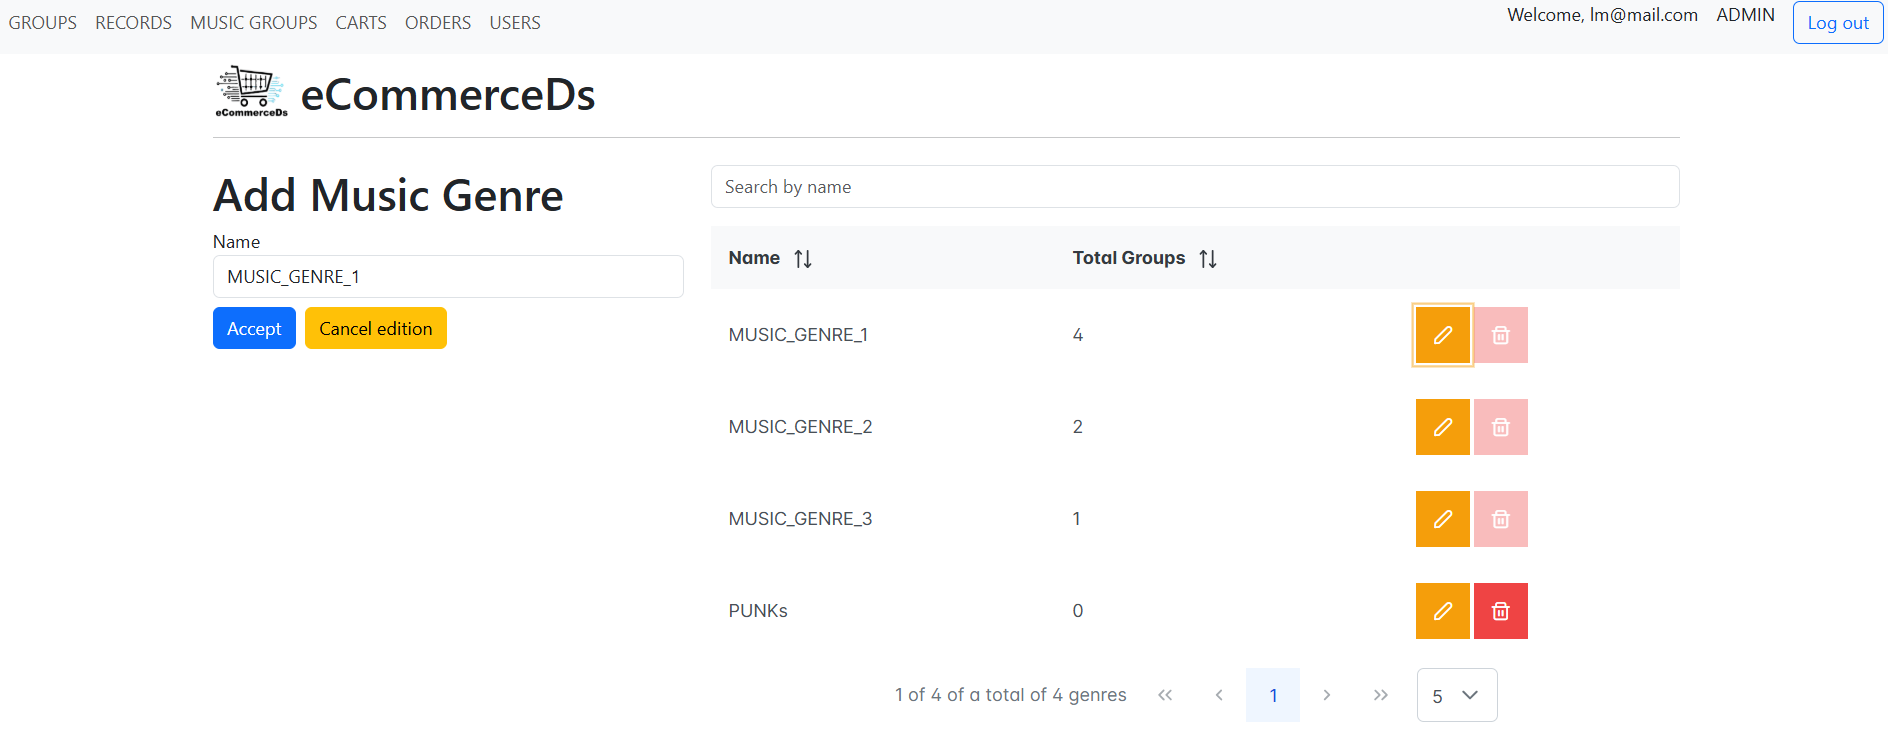 GROUPS RECORDS MUSIC GROUPS CARTS ORDERS USERS Welcome, lm@mail.com ADMIN Log out
eCommerceDs eCommerceDs
Add Music Genre
Name
MUSIC_GENRE_1
Accept Cancel edition
Search by name
Name Total Groups
MUSIC_GENRE_1 4
MUSIC_GENRE_2 2
MUSIC_GENRE_3 1
PUNKs 0
1 of 4 of a total of 4 genres 1 5